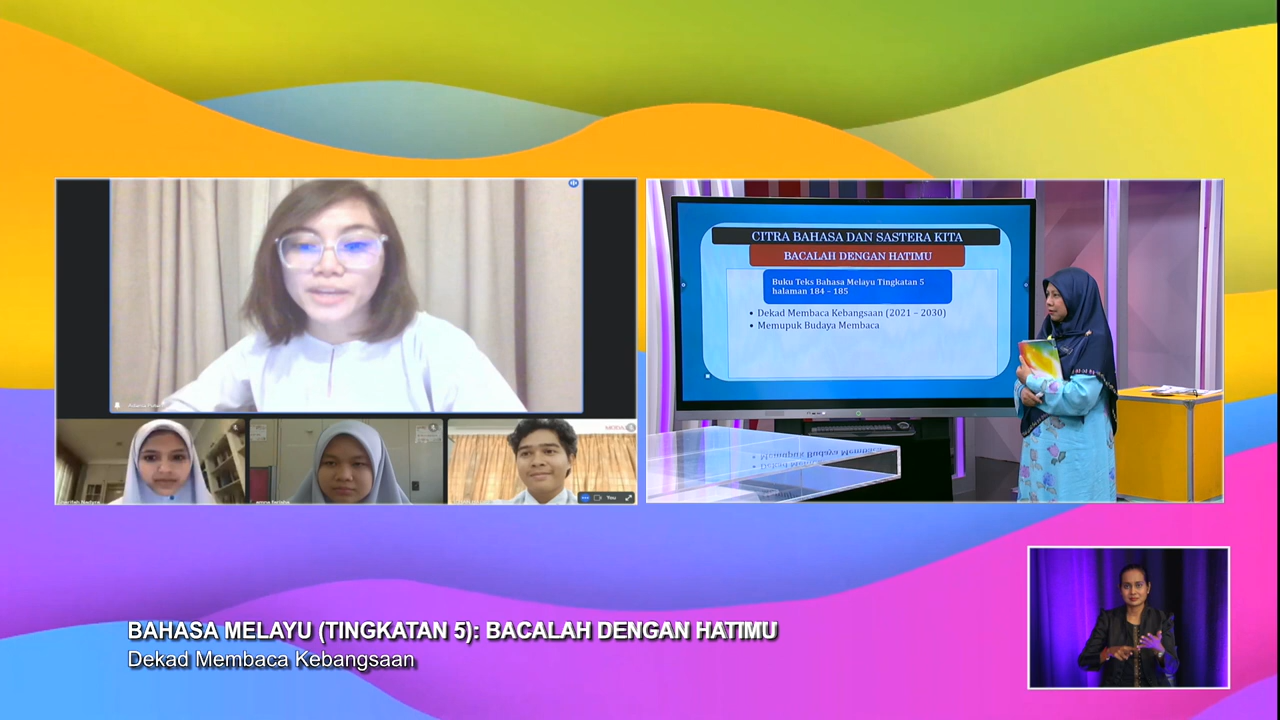 CITRA BAHASA DAN SASTERA KITA
BACALAH DENGAN HATIMU
Buku Teks Bahasa Melayu Tingkatan 5
halaman 184 – 185
• Dekad Membaca Kebangsaan (2021 – 2030)
• Memupuk Budaya Membaca
You
BAHASA MELAYU (TINGKATAN 5): BACALAH DENGAN HATIMU
Dekad Membaca Kebangsaan